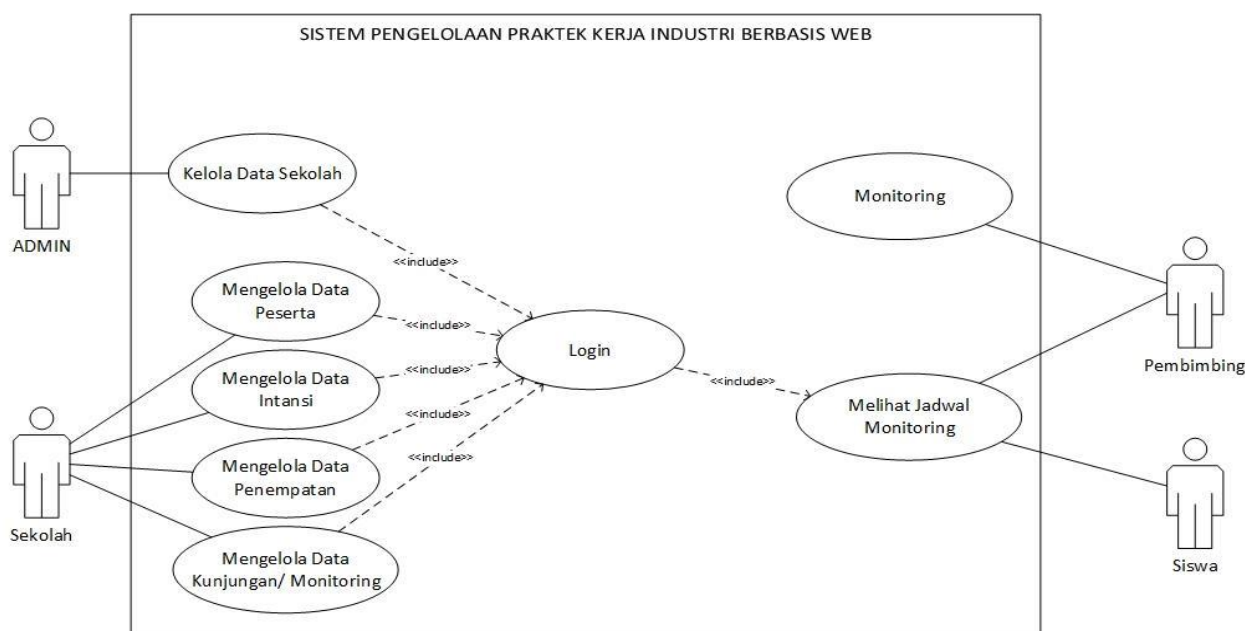 SISTEM PENGELOLAAN PRAKTEK KERJA INDUSTRI BERBASIS WEB
ADMIN
Kelola Data Sekolah
<<include>>
Mengelola Data
Peserta
<<include>>
Mengelola Data
Intansi
<<include>>
Mengelola Data
Penempatan
<<include>>
Mengelola Data
Kunjungan/ Monitoring
<<include>>
Sekolah
Login
<<include>>
Monitoring
Melihat Jadwal
Monitoring
Pembimbing
Siswa